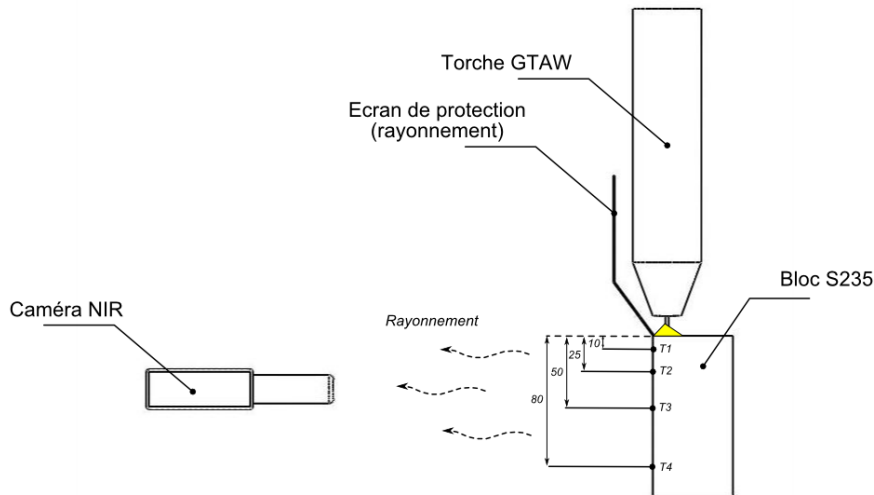 Torche GTAW
Ecran de protection
(rayonnement)
Bloc S235
Caméra NIR
Rayonnement
10
T1
25
T2
50
T3
80
T4